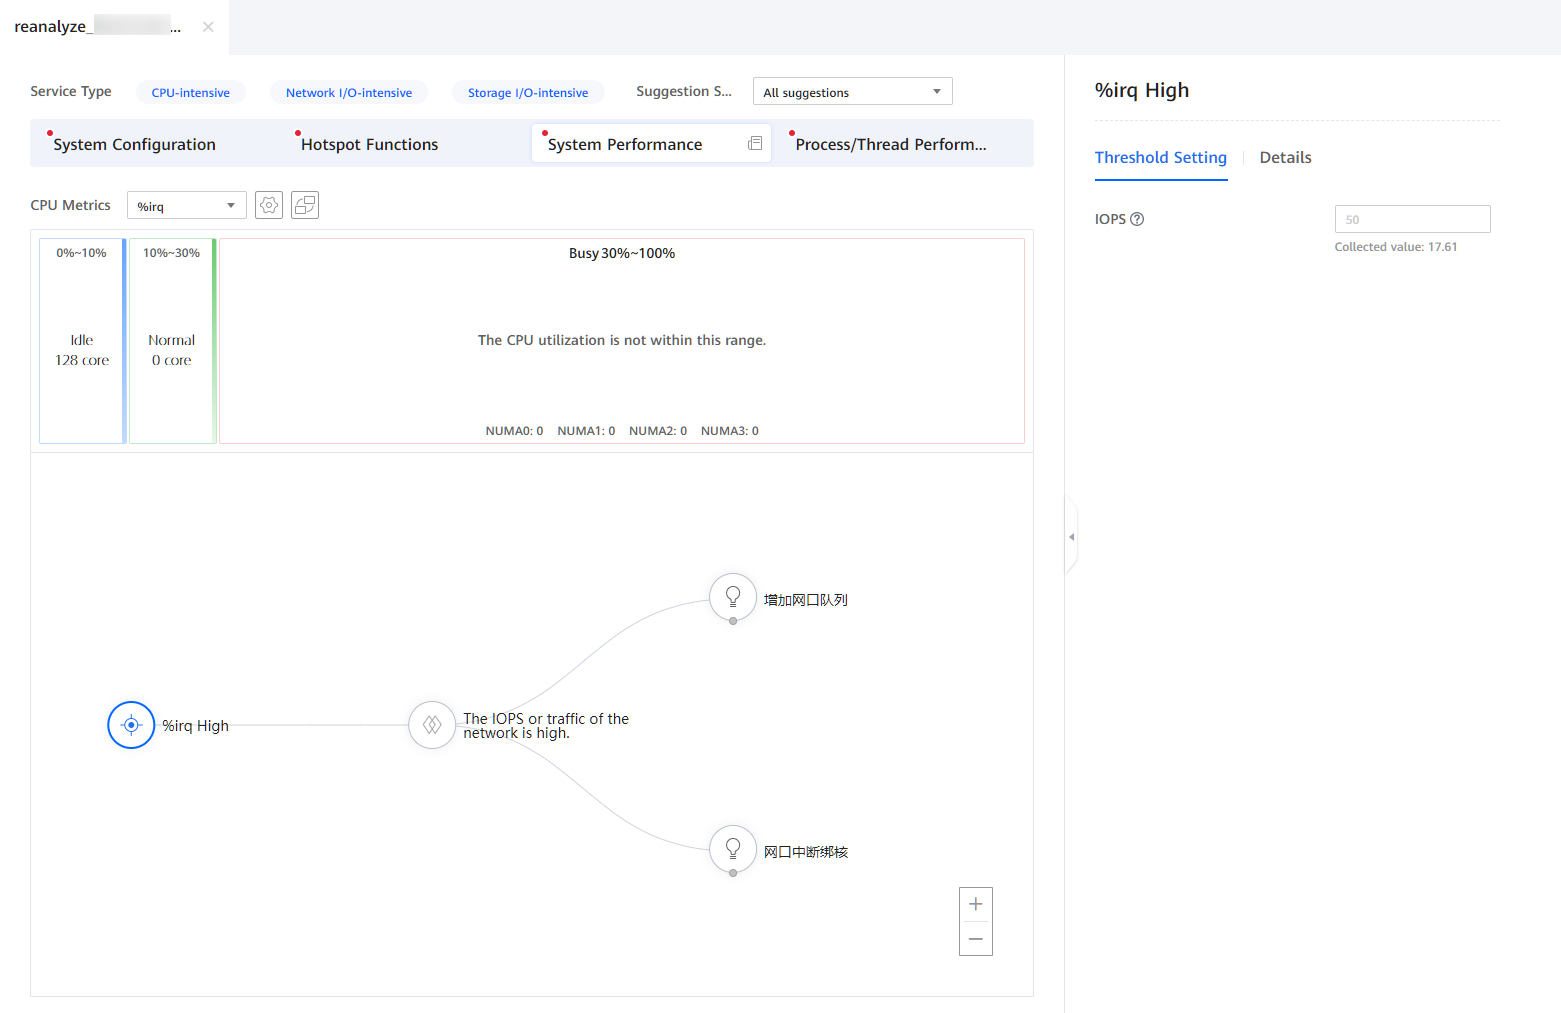 reanalyze_ ...
Service Type
CPU-intensive
Network I/O-intensive
Storage I/O-intensive
Suggestion S...
All suggestions
System Configuration
Hotspot Functions
System Performance
Process/Thread Perform...
CPU Metrics
%irq
0%~10%
Idle
128 core
10%~30%
Normal
0 core
Busy 30%~100%
The CPU utilization is not within this range.
NUMA0: 0 NUMA1: 0 NUMA2: 0 NUMA3: 0
增加网口队列
%irq High
The IOPS or traffic of the
network is high.
网口中断绑核
%irq High
Threshold Setting
Details
IOPS
50
Collected value: 17.61